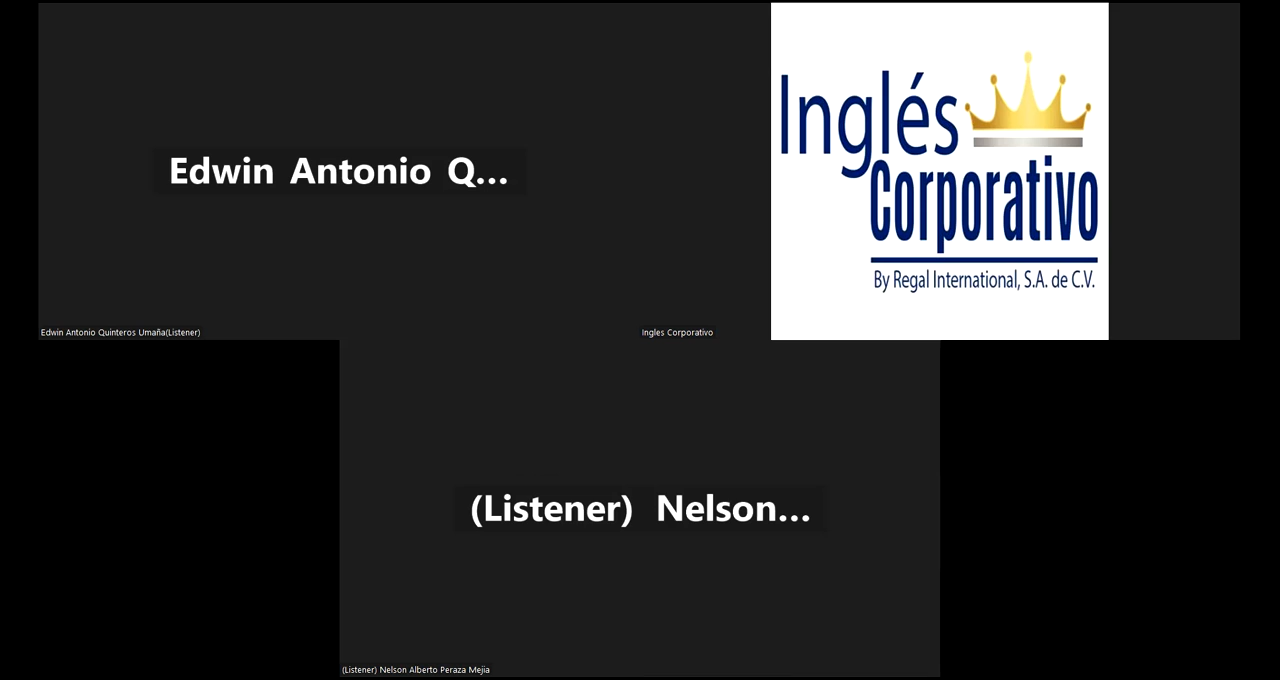 Edwin Antonio Q...
Edwin Antonio Quinteros Umaña(Listener)
Inglés
Corporativo
By Regal International, S.A. de C.V.
Ingles Corporativo
(Listener) Nelson...
(Listener) Nelson Alberto Peraza Mejia